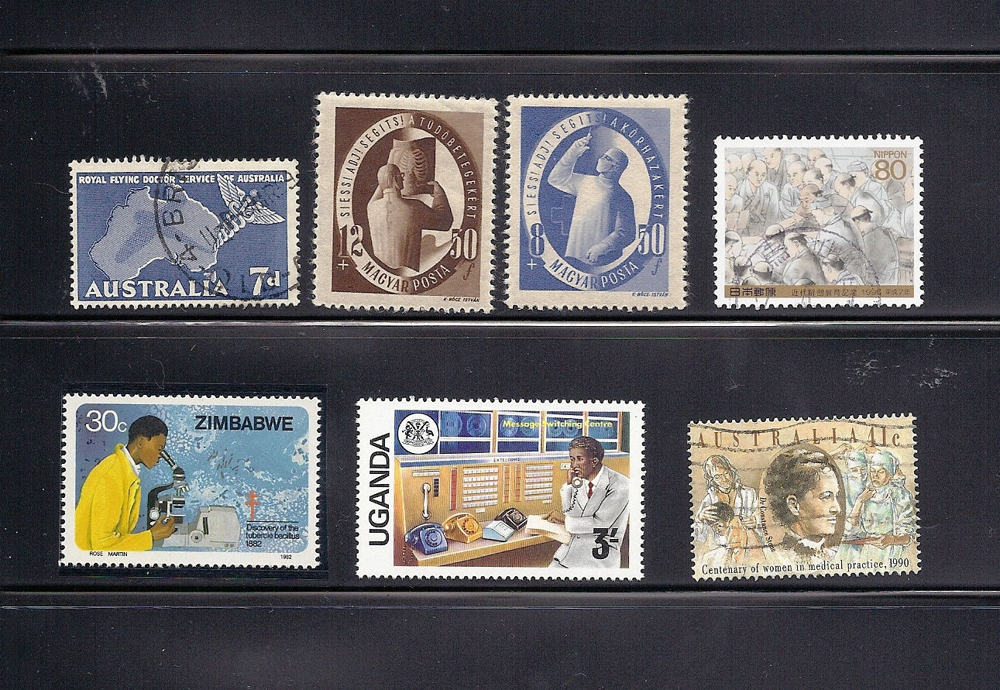 ROYAL FLYING DOCTOR SERVICE OF AUSTRALIA
AUSTRALIA 7d
SIESS! ADJ! SEGITS! A TÜDŐBETEGEKÉRT
12 + 50 f
MAGYAR POSTA
K-BÖCZ-ISTVÁN
SIESS! ADJ! SEGITS! A KÓRHÁZAKÉRT
8 + 50 f
MAGYAR POSTA
K-BÖCZ-ISTVÁN
NIPPON
80
日本郵便 近代解剖教育記念 1995 平成7年
30c ZIMBABWE
Discovery of the
tubercle bacillus
1882
ROSE MARTIN 1982
UGANDA
Message Switching Centre
EXTELCOMS
3/-
AUSTRALIA 41c
Dr Constance Stone
Centenary of women in medical practice, 1990